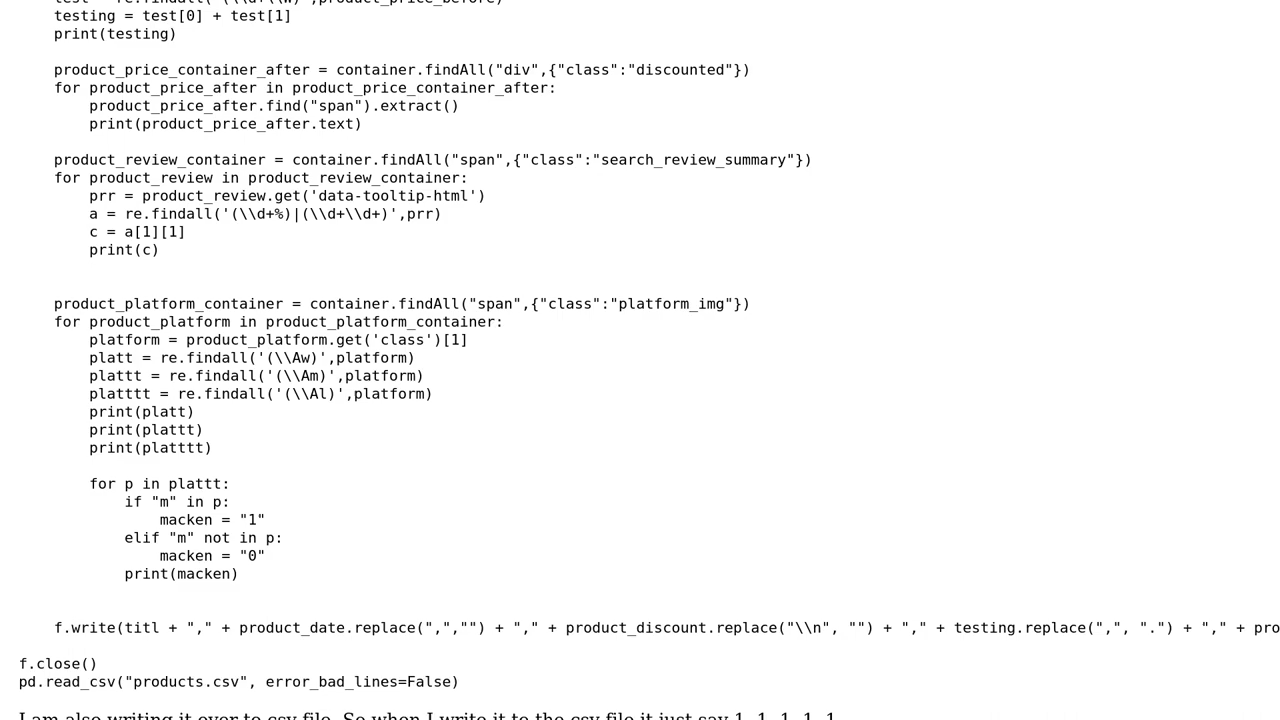 testing = test[0] + test[1]
print(testing)
product_price_container_after = container.findAll("div",{"class":"discounted"})
for product_price_after in product_price_container_after:
product_price_after.find("span").extract()
print(product_price_after.text)
product_review_container = container.findAll("span",{"class":"search_review_summary"})
for product_review in product_review_container:
prr = product_review.get('data-tooltip-html')
a = re.findall('(\\d+%)|(\\d+\\d+)',prr)
c = a[1][1]
print(c)
product_platform_container = container.findAll("span",{"class":"platform_img"})
for product_platform in product_platform_container:
platform = product_platform.get('class')[1]
platt = re.findall('(\\Aw)',platform)
plattt = re.findall('(\\Am)',platform)
platttt = re.findall('(\\Al)',platform)
print(platt)
print(plattt)
print(platttt)
for p in plattt:
if "m" in p:
macken = "1"
elif "m" not in p:
macken = "0"
print(macken)
f.write(titl + "," + product_date.replace(",","") + "," + product_discount.replace("\\n", "") + "," + testing.replace(",", ".") + "," + pro
f.close()
pd.read_csv("products.csv", error_bad_lines=False)
I am also writing it over to csv file. So when I write it to the csv file it just say 1, 1, 1, 1, 1